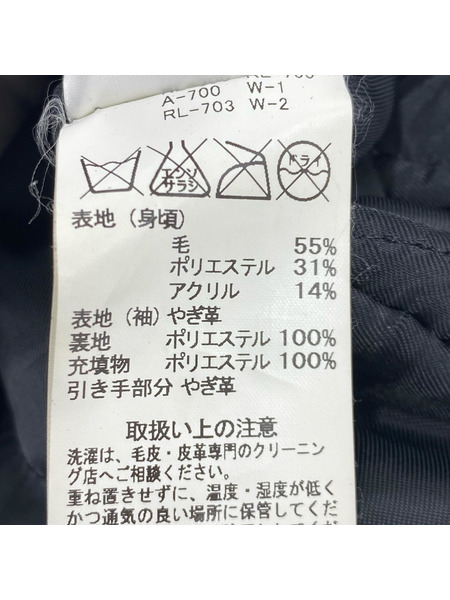 A-700 W-1
RL-703 W-2
エンソ
サラシ
ドライ
表地（身頃）
毛 55%
ポリエステル 31%
アクリル 14%
表地（袖）やぎ革
裏地 ポリエステル 100%
充填物 ポリエステル 100%
引き手部分 やぎ革
取扱い上の注意
洗濯は、毛皮・皮革専門のクリーニン
グ店へご相談ください。
重ね置きせずに、温度・湿度が低く
かつ通気の良い場所に保管してくだ